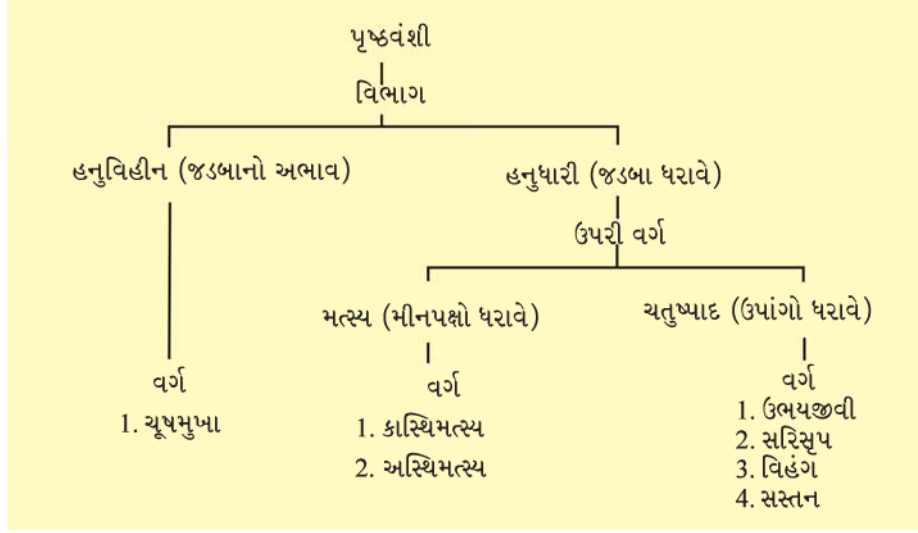 પૃષ્ઠવંશી
વિભાગ
હનુવિહીન (જડબાનો અભાવ)
હનુધારી (જડબા ધરાવે)
ઉપરી વર્ગ
મત્સ્ય (મીનપક્ષો ધરાવે)
ચતુષ્પાદ (ઉપાંગો ધરાવે)
વર્ગ
1. ચૂષમુખા
વર્ગ
1. કાસ્થિમત્સ્ય
2. અસ્થિમત્સ્ય
વર્ગ
1. ઉભયજીવી
2. સરિસૃપ
3. વિહંગ
4. સસ્તન